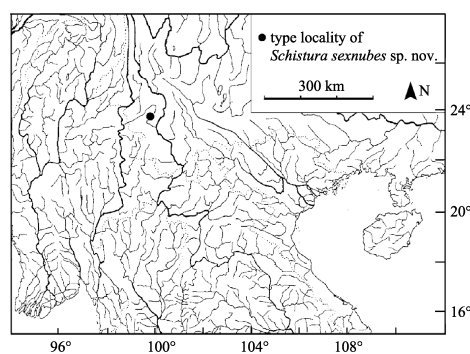 type locality of
Schistura sexnubes sp. nov.
300 km
N
24°
20°
16°
96° 100° 104° 108°